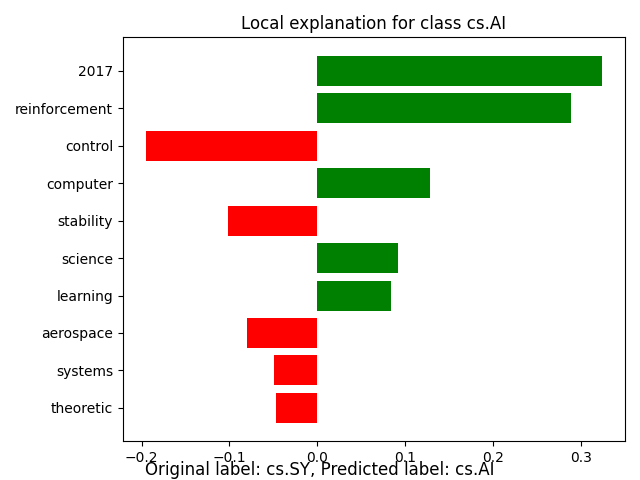 Local explanation for class cs.AI
2017
reinforcement
control
computer
stability
science
learning
aerospace
systems
theoretic
−0.2 −0.1 0.0 0.1 0.2 0.3
Original label: cs.SY, Predicted label: cs.AI